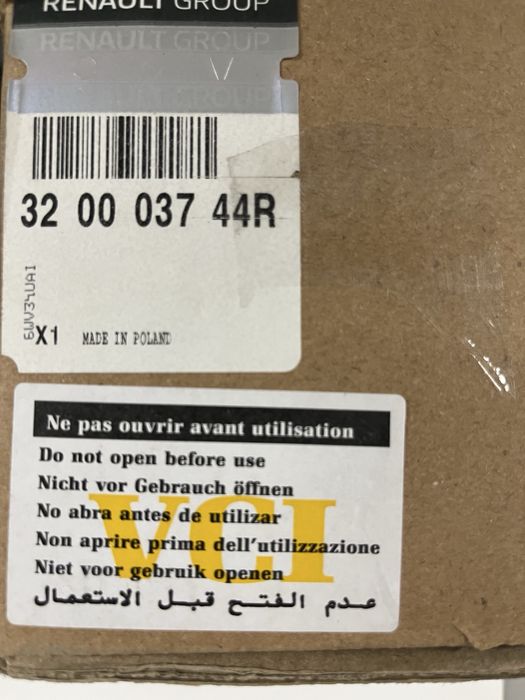 RENAULT GROUP
RENAULT GROUP
RENAULT GROUP
32 00 037 44R
X1 MADE IN POLAND
Ne pas ouvrir avant utilisation
Do not open before use
Nicht vor Gebrauch öffnen
No abra antes de utilizar
Non aprire prima dell'utilizzazione
Niet voor gebruik openen
VCI
عدم الفتح قبل الاستعمال